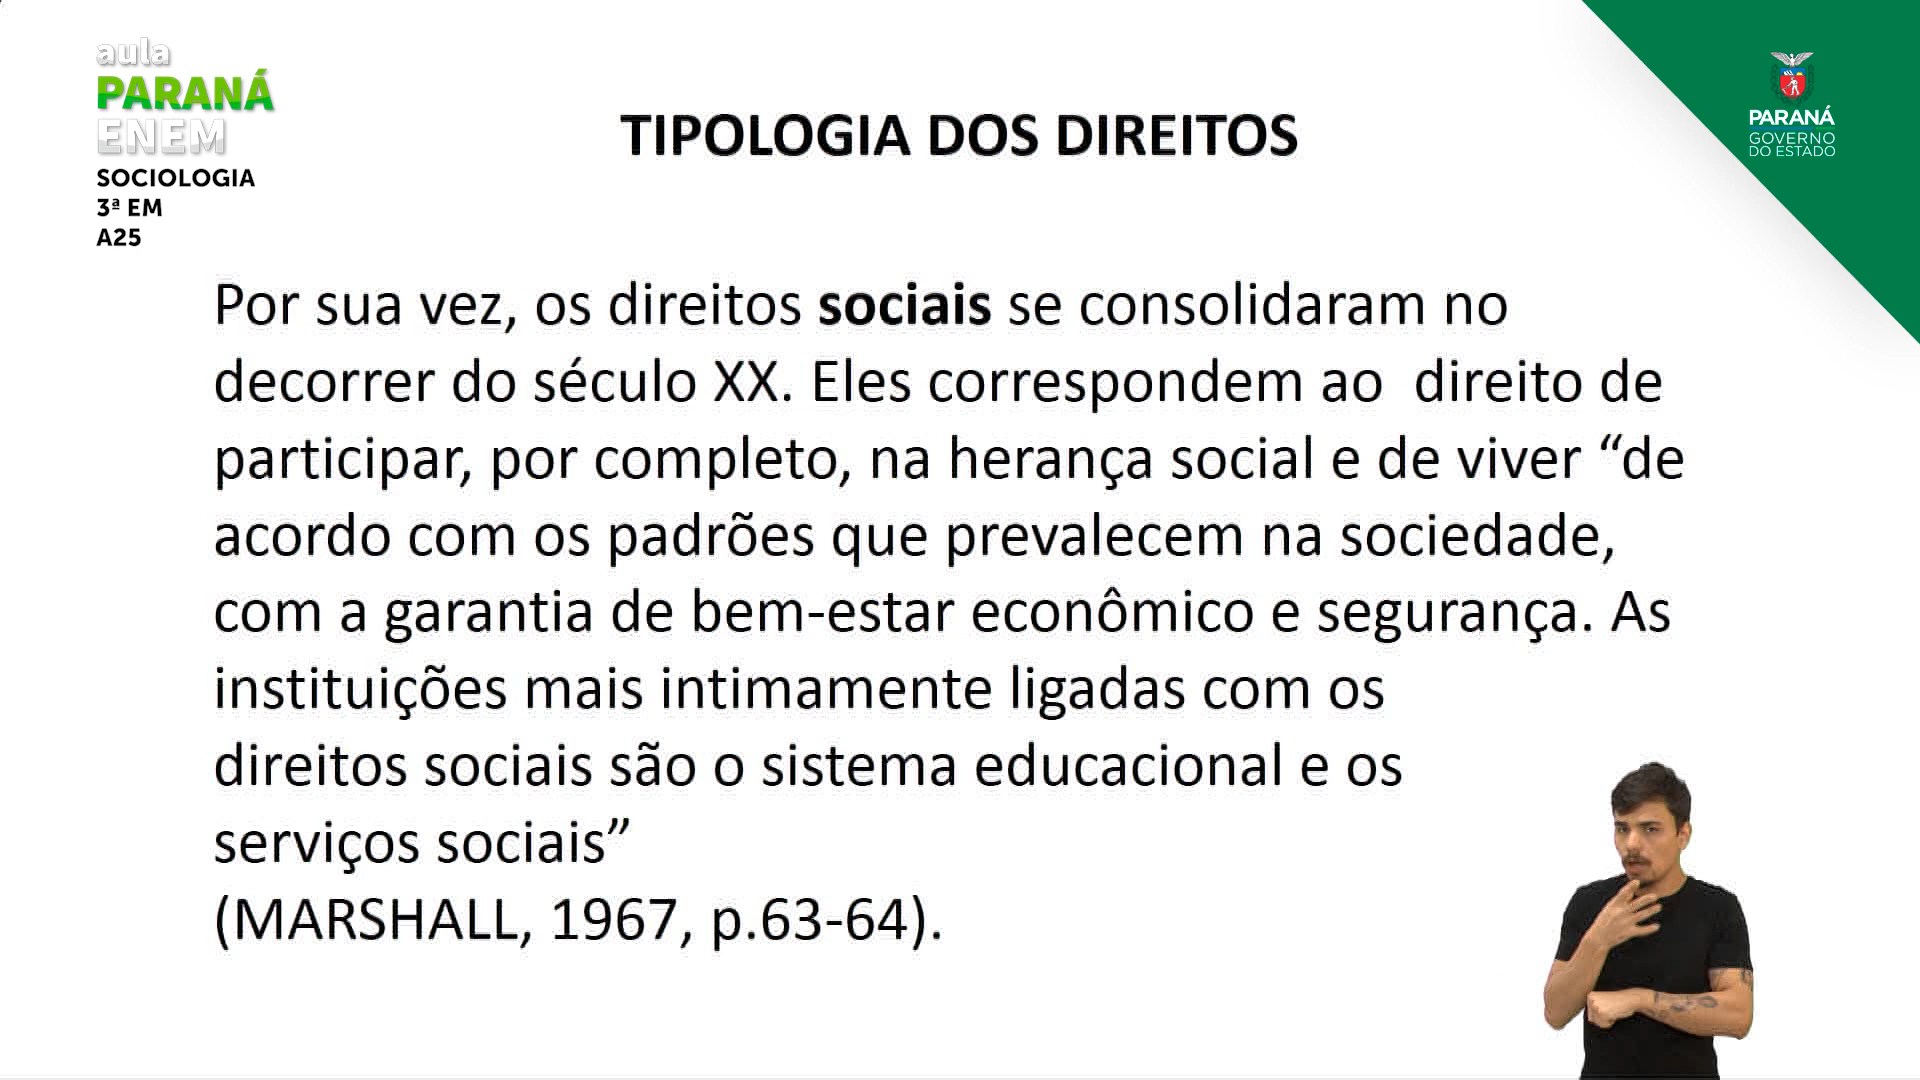 aula
PARANÁ
ENEM
SOCIOLOGIA
3ª EM
A25
TIPOLOGIA DOS DIREITOS
PARANÁ
GOVERNO
DO ESTADO
Por sua vez, os direitos sociais se consolidaram no
decorrer do século XX. Eles correspondem ao  direito de
participar, por completo, na herança social e de viver “de
acordo com os padrões que prevalecem na sociedade,
com a garantia de bem-estar econômico e segurança. As
instituições mais intimamente ligadas com os
direitos sociais são o sistema educacional e os
serviços sociais”
(MARSHALL, 1967, p.63-64).